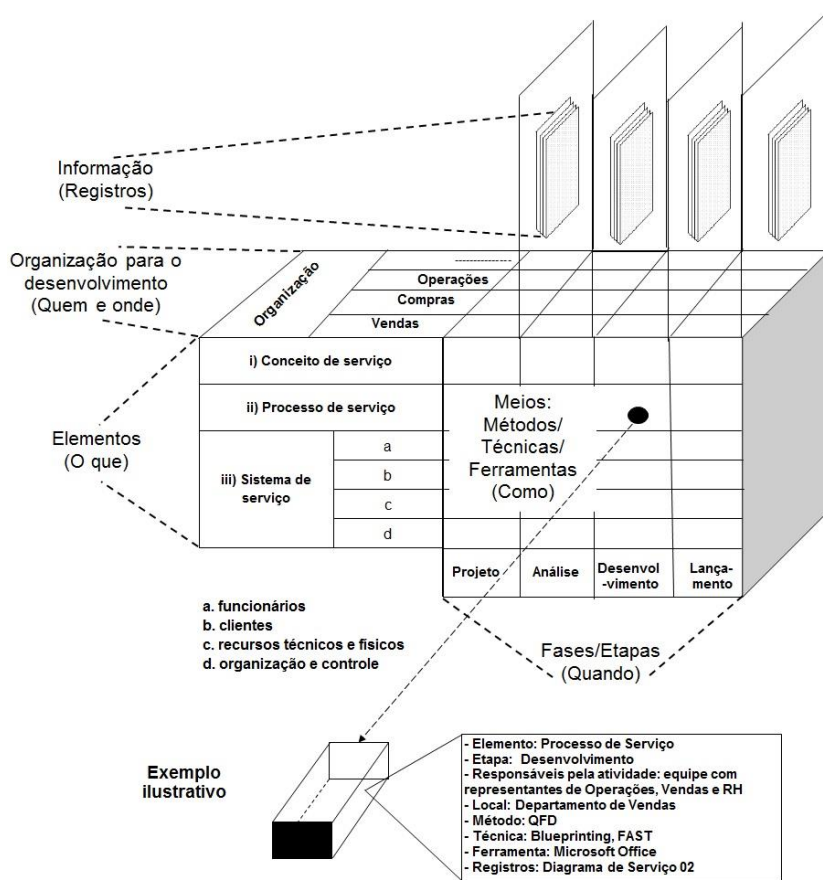 Informação
(Registros)
Organização para o
desenvolvimento
(Quem e onde)
Organização
Operações
Compras
Vendas
i) Conceito de serviço
ii) Processo de serviço
Elementos
(O que)
iii) Sistema de
serviço
a
b
c
d
Meios:
Métodos/
Técnicas/
Ferramentas
(Como)
Projeto
Análise
Desenvol
-vimento
Lança-
mento
a. funcionários
b. clientes
c. recursos técnicos e físicos
d. organização e controle
Fases/Etapas
(Quando)
Exemplo
ilustrativo
- Elemento: Processo de Serviço
- Etapa: Desenvolvimento
- Responsáveis pela atividade: equipe com
representantes de Operações, Vendas e RH
- Local: Departamento de Vendas
- Método: QFD
- Técnica: Blueprinting, FAST
- Ferramenta: Microsoft Office
- Registros: Diagrama de Serviço 02